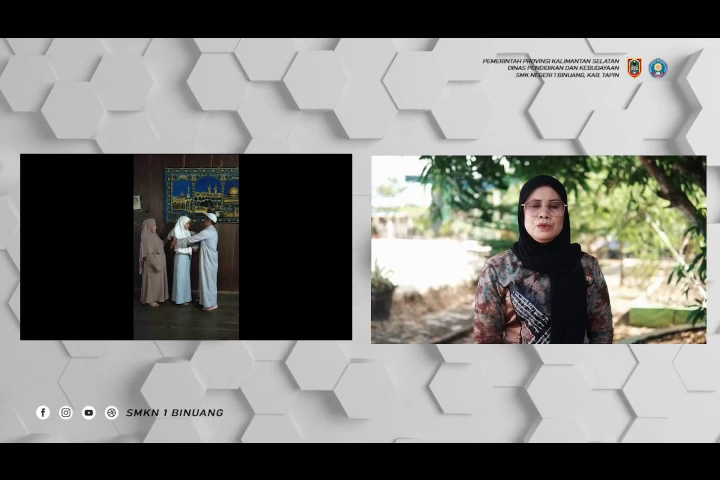 PEMERINTAH PROVINSI KALIMANTAN SELATAN
DINAS PENDIDIKAN DAN KEBUDAYAAN
SMK NEGERI 1 BINUANG, KAB. TAPIN
SMKN 1 BINUANG